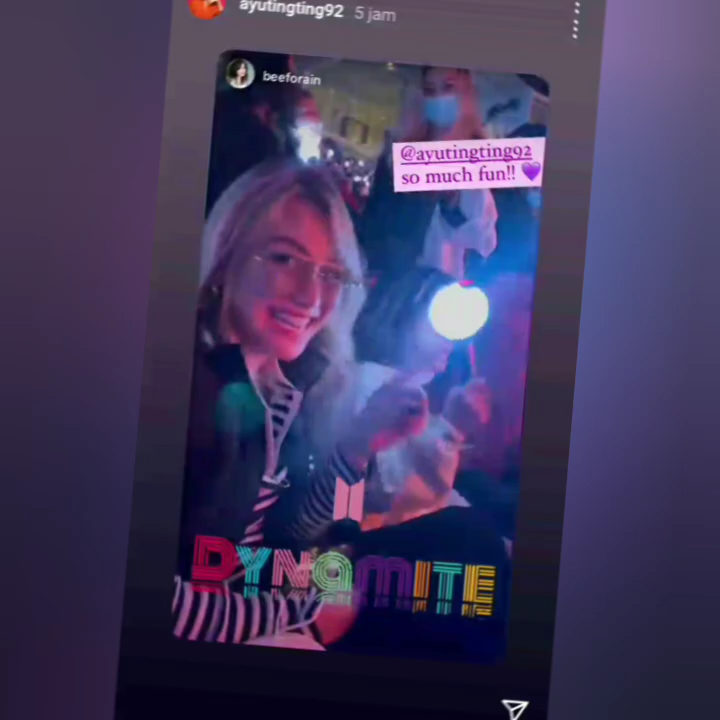 ayutingting92 5 jam
beeforain
@ayutingting92
so much fun!! 💜
DYNAMITE